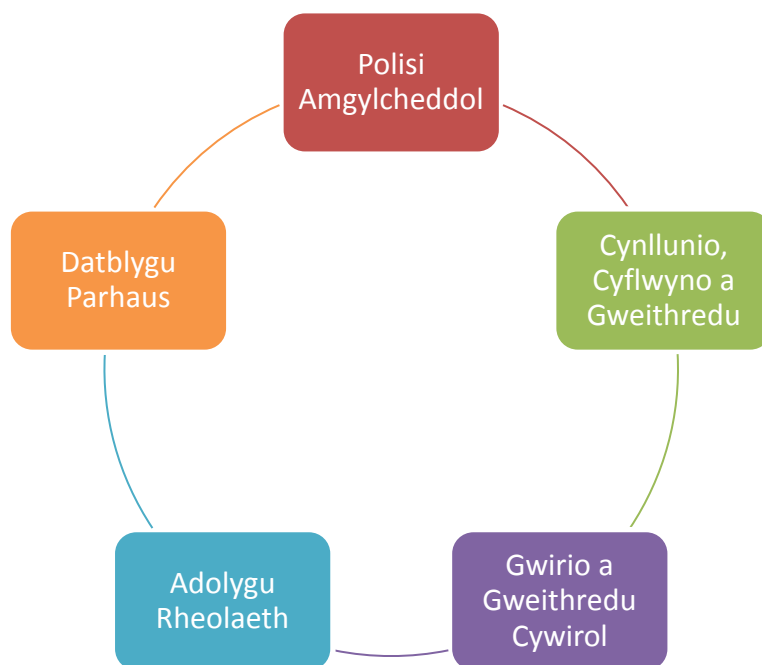 Polisi
Amgylcheddol
Cynllunio,
Cyflwyno a
Gweithredu
Gwirio a
Gweithredu
Cywirol
Adolygu
Rheolaeth
Datblygu
Parhaus